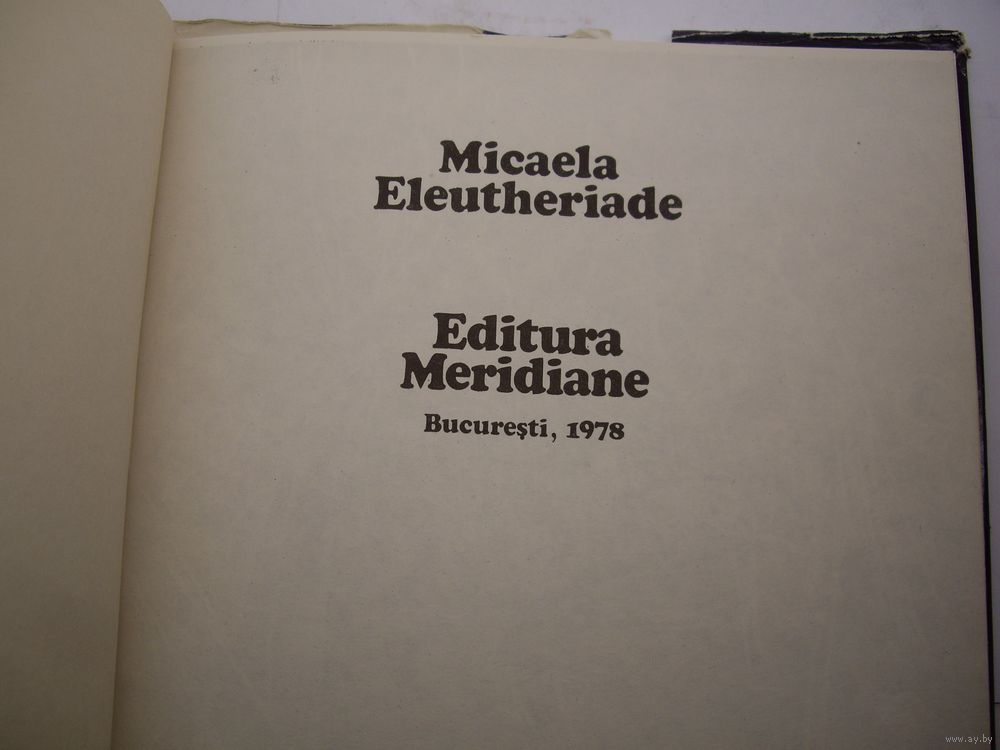 Micaela
Eleutheriade
Editura
Meridiane
București, 1978
www.ay.by